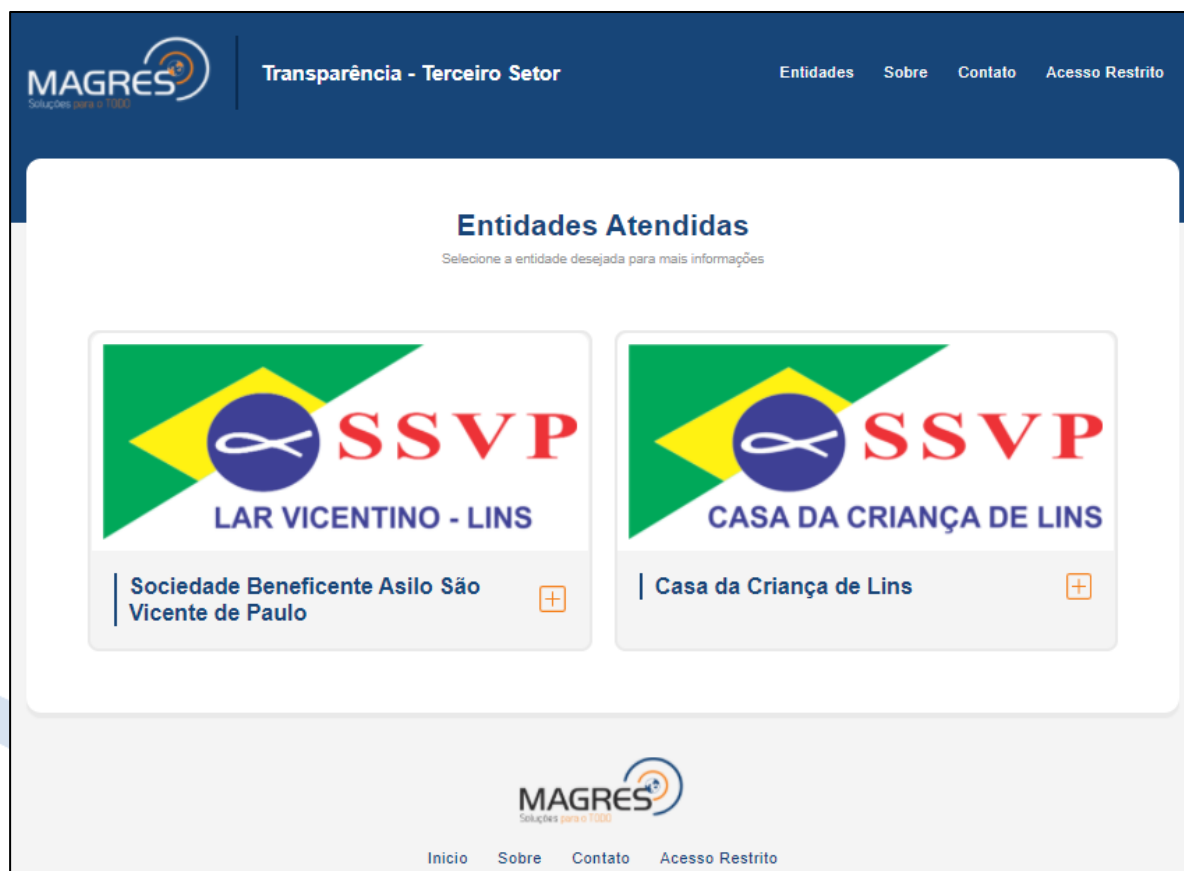 MAGRES
Soluções para o TODO
Transparência - Terceiro Setor
Entidades Sobre Contato Acesso Restrito
Entidades Atendidas
Selecione a entidade desejada para mais informações
SSVP
LAR VICENTINO - LINS
Sociedade Beneficente Asilo São
Vicente de Paulo
SSVP
CASA DA CRIANÇA DE LINS
Casa da Criança de Lins
MAGRES
Soluções para o TODO
Inicio Sobre Contato Acesso Restrito